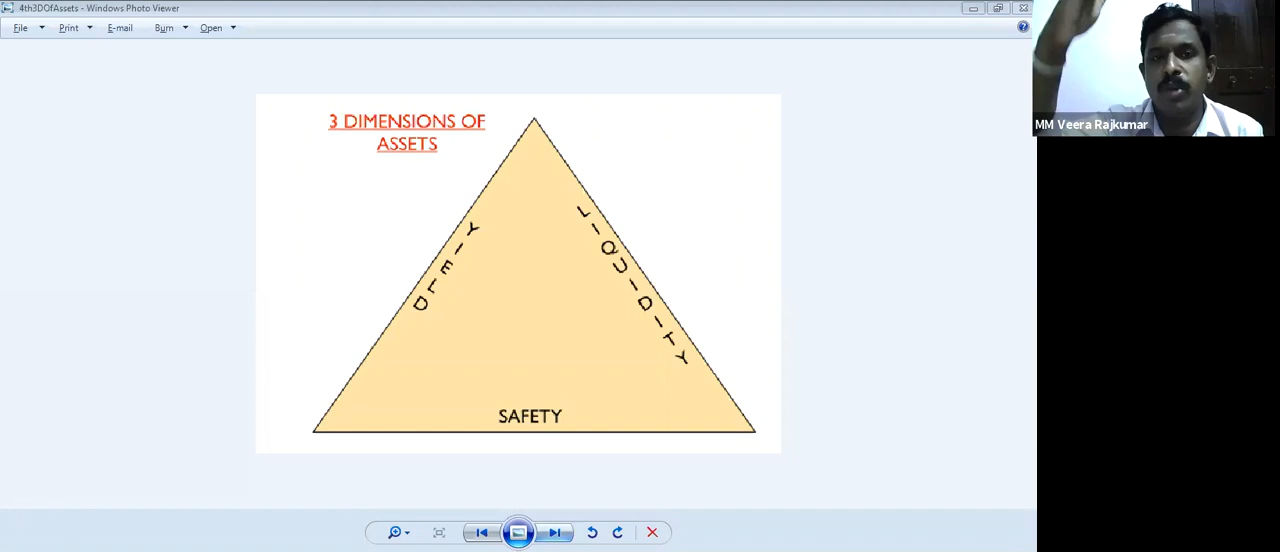 4th3DOfAssets - Windows Photo Viewer
File Print E-mail Burn Open
MM Veera Rajkumar
3 DIMENSIONS OF
ASSETS
YIELD
LIQUIDITY
SAFETY